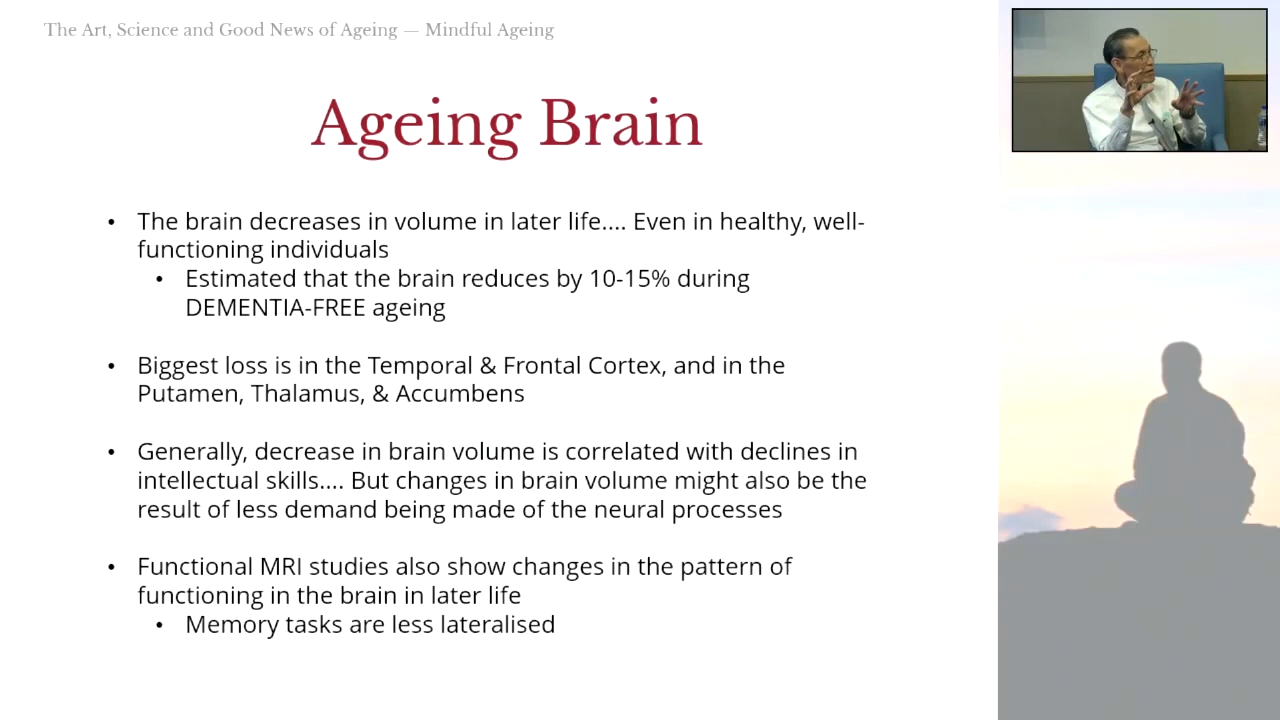 The Art, Science and Good News of Ageing — Mindful Ageing
Ageing Brain
• The brain decreases in volume in later life.... Even in healthy, well-
functioning individuals
• Estimated that the brain reduces by 10-15% during
DEMENTIA-FREE ageing
• Biggest loss is in the Temporal & Frontal Cortex, and in the
Putamen, Thalamus, & Accumbens
• Generally, decrease in brain volume is correlated with declines in
intellectual skills.... But changes in brain volume might also be the
result of less demand being made of the neural processes
• Functional MRI studies also show changes in the pattern of
functioning in the brain in later life
• Memory tasks are less lateralised